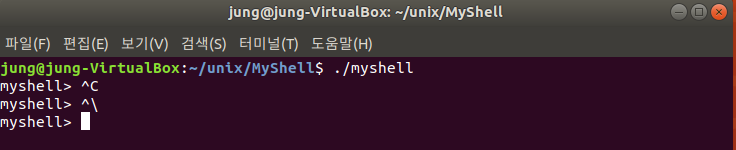 jung@jung-VirtualBox: ~/unix/MyShell
파일(F) 편집(E) 보기(V) 검색(S) 터미널(T) 도움말(H)
jung@jung-VirtualBox:~/unix/MyShell$ ./myshell
myshell> ^C
myshell> ^\
myshell>